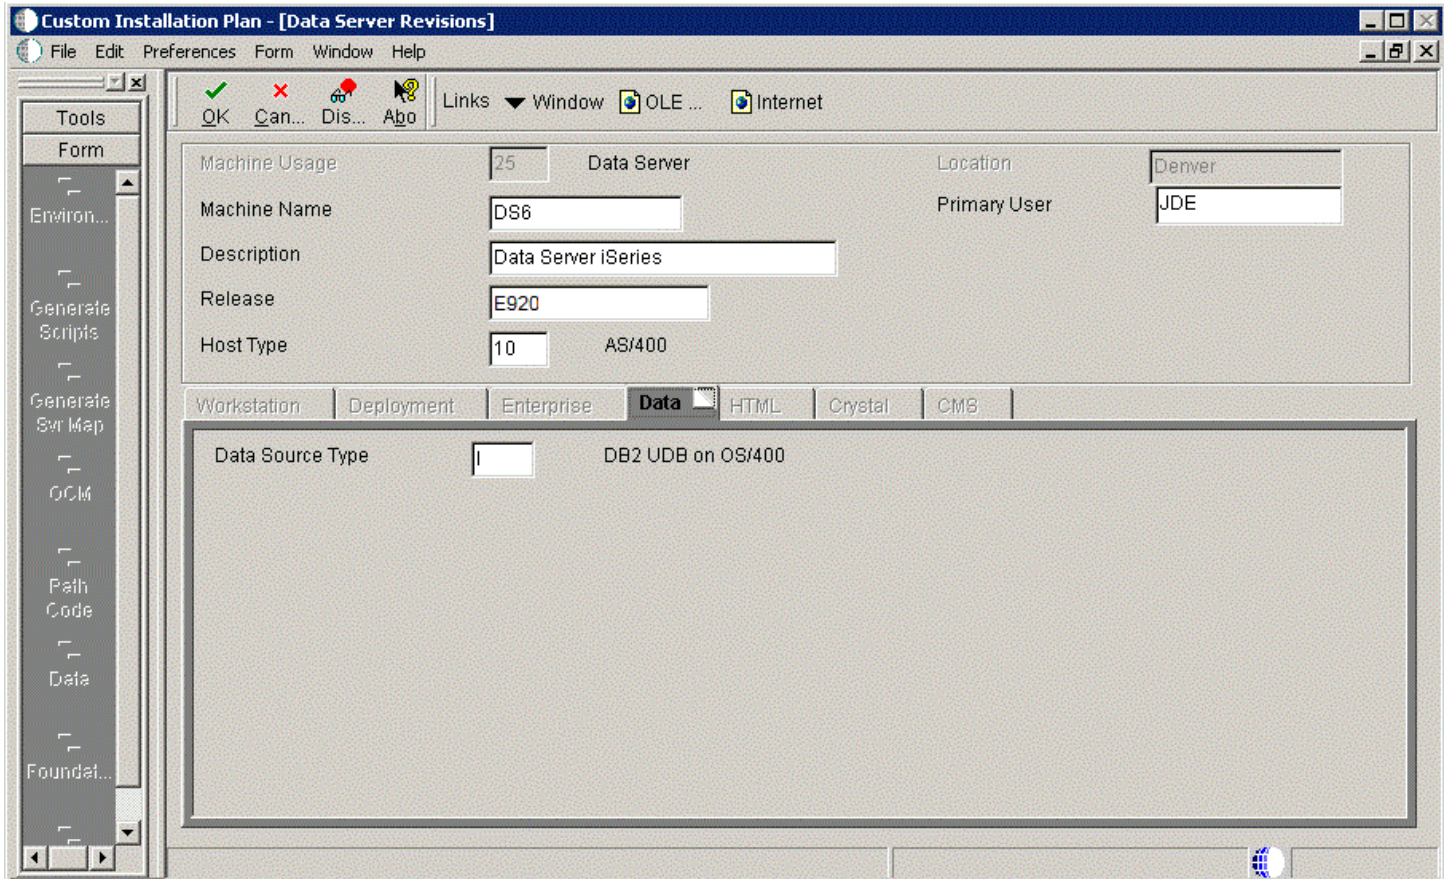 Custom Installation Plan - [Data Server Revisions]
File Edit Preferences Form Window Help
Tools
Form
Environ...
Generate
Scripts
Generate
Svr Map
OCM
Path
Code
Data
Foundat...
OK Can... Dis... Abo Links Window OLE ... Internet
Machine Usage 25 Data Server Location Denver
Machine Name DS6 Primary User JDE
Description Data Server iSeries
Release E920
Host Type 10 AS/400
Workstation Deployment Enterprise Data HTML Crystal CMS
Data Source Type I DB2 UDB on OS/400